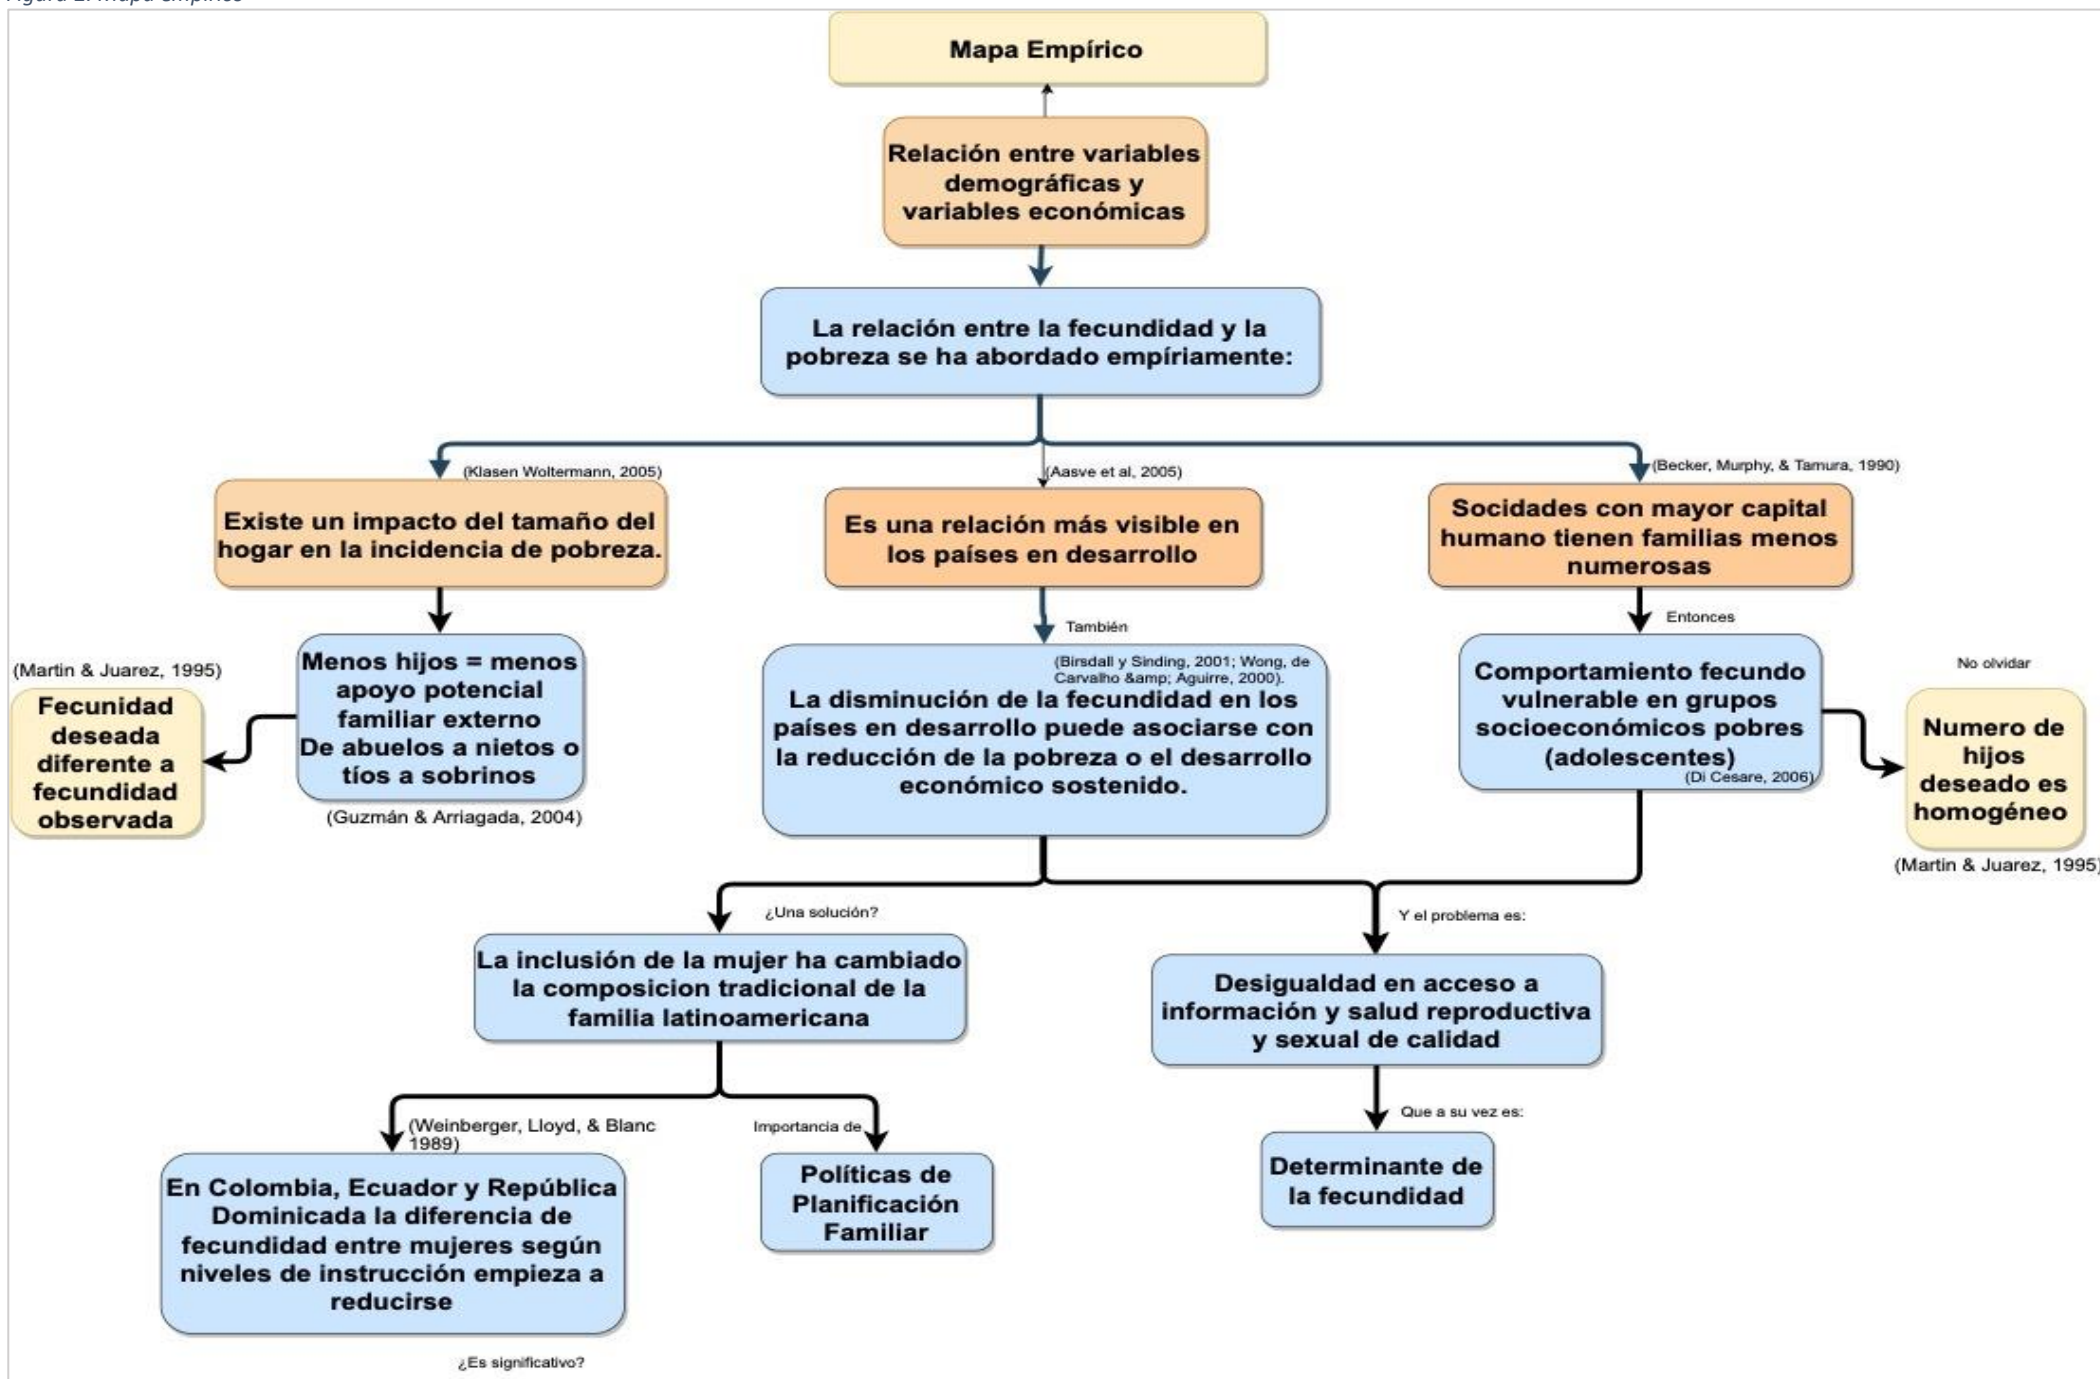 Mapa Empírico
Relación entre variables
demográficas y
variables económicas
La relación entre la fecundidad y la
pobreza se ha abordado empíriamente:
(Klasen Woltermann, 2005)
Existe un impacto del tamaño del
hogar en la incidencia de pobreza.
(Aasve et al, 2005)
Es una relación más visible en
los países en desarrollo
(Becker, Murphy, & Tamura, 1990)
Socidades con mayor capital
humano tienen familias menos
numerosas
También
Entonces
(Martin & Juarez, 1995)
Fecunidad
deseada
diferente a
fecundidad
observada
Menos hijos = menos
apoyo potencial
familiar externo
De abuelos a nietos o
tíos a sobrinos
(Guzmán & Arriagada, 2004)
(Birsdall y Sinding, 2001; Wong, de
Carvalho &amp; Aguirre, 2000).
La disminución de la fecundidad en los
países en desarrollo puede asociarse con
la reducción de la pobreza o el desarrollo
económico sostenido.
Comportamiento fecundo
vulnerable en grupos
socioeconómicos pobres
(adolescentes)
(Di Cesare, 2006)
No olvidar
Numero de
hijos
deseado es
homogéneo
(Martin & Juarez, 1995)
¿Una solución?
La inclusión de la mujer ha cambiado
la composicion tradicional de la
familia latinoamericana
Y el problema es:
Desigualdad en acceso a
información y salud reproductiva
y sexual de calidad
(Weinberger, Lloyd, & Blanc
1989)
En Colombia, Ecuador y República
Dominicada la diferencia de
fecundidad entre mujeres según
niveles de instrucción empieza a
reducirse
¿Es significativo?
Importancia de
Políticas de
Planificación
Familiar
Que a su vez es:
Determinante de
la fecundidad